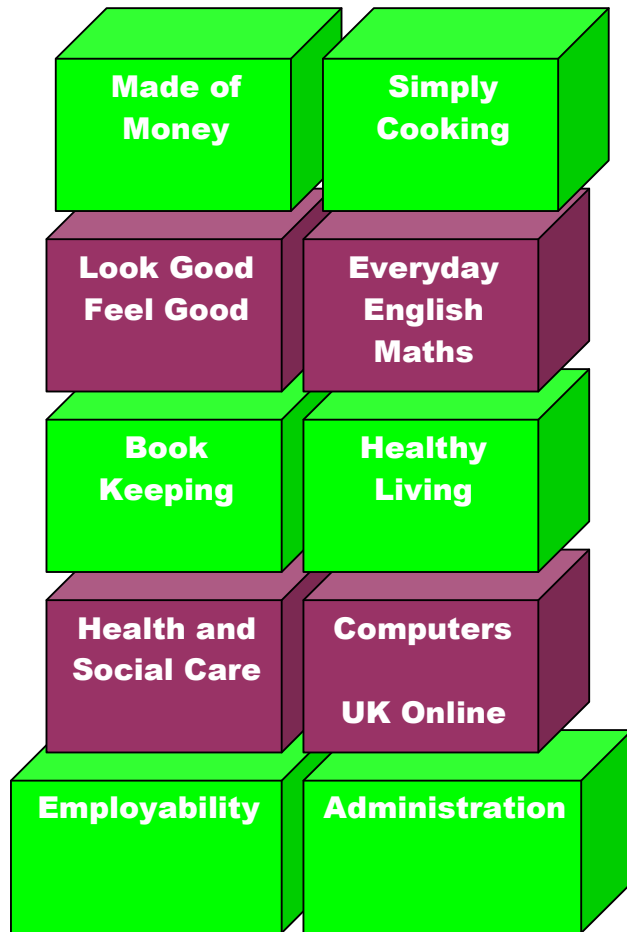 Made of
Money
Simply
Cooking
Look Good
Feel Good
Everyday
English
Maths
Book
Keeping
Healthy
Living
Health and
Social Care
Computers
UK Online
Employability
Administration